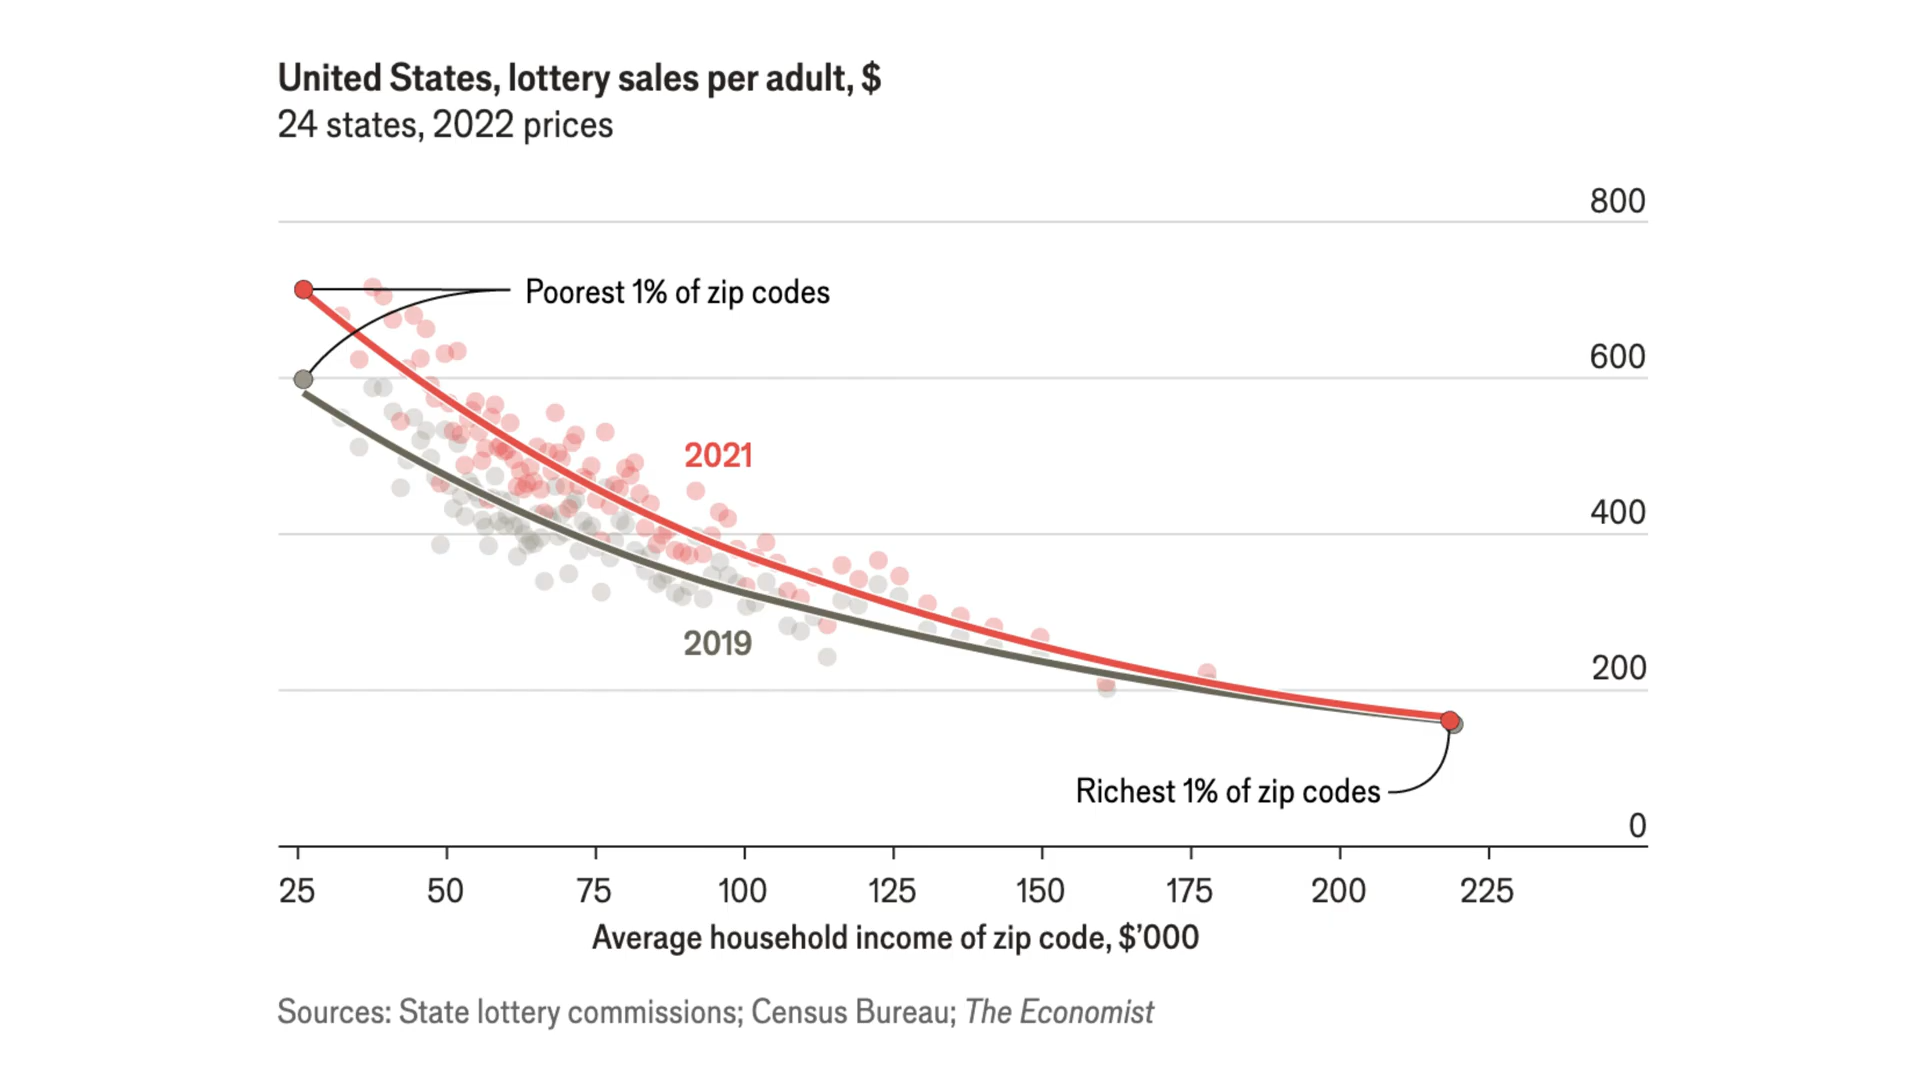 United States, lottery sales per adult, $
24 states, 2022 prices
800
Poorest 1% of zip codes
600
2021
400
2019
200
Richest 1% of zip codes
0
25 50 75 100 125 150 175 200 225
Average household income of zip code, $’000
Sources: State lottery commissions; Census Bureau; The Economist